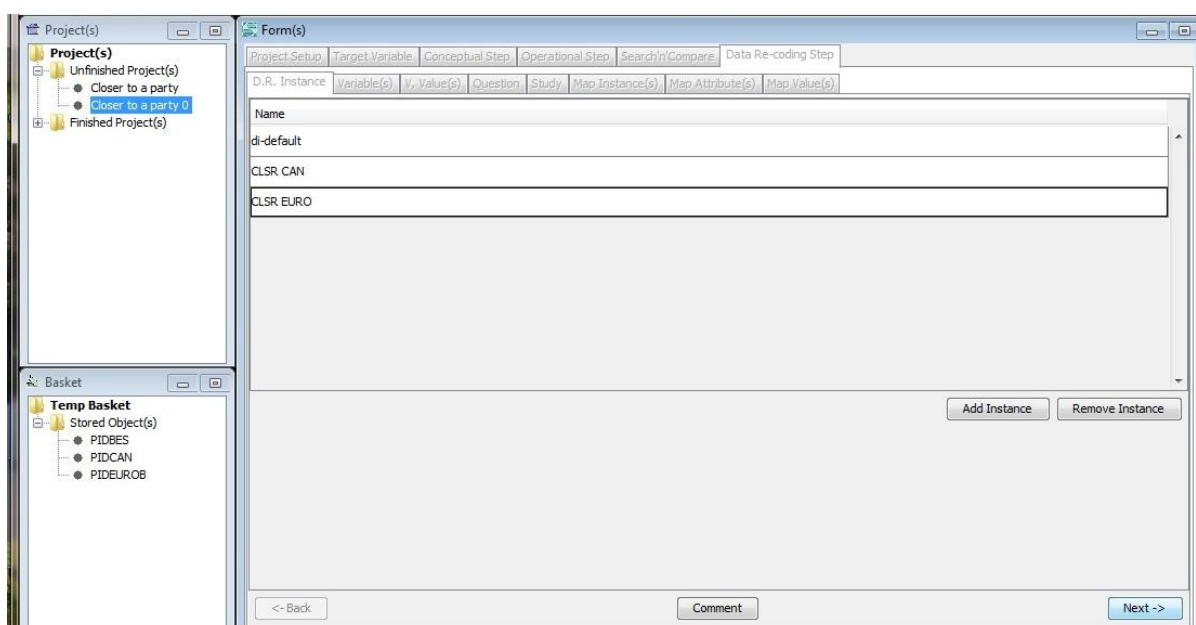 Project(s)
Project(s)
Unfinished Project(s)
Closer to a party
Closer to a party 0
Finished Project(s)
Basket
Temp Basket
Stored Object(s)
PIDBES
PIDCAN
PIDEUROB
Form(s)
Project Setup Target Variable Conceptual Step Operational Step Search'n'Compare Data Re-coding Step
D.R. Instance Variable(s) V. Value(s) Question Study Map Instance(s) Map Attribute(s) Map Value(s)
Name
di-default
CLSR CAN
CLSR EURO
Add Instance Remove Instance
<- Back Comment Next ->